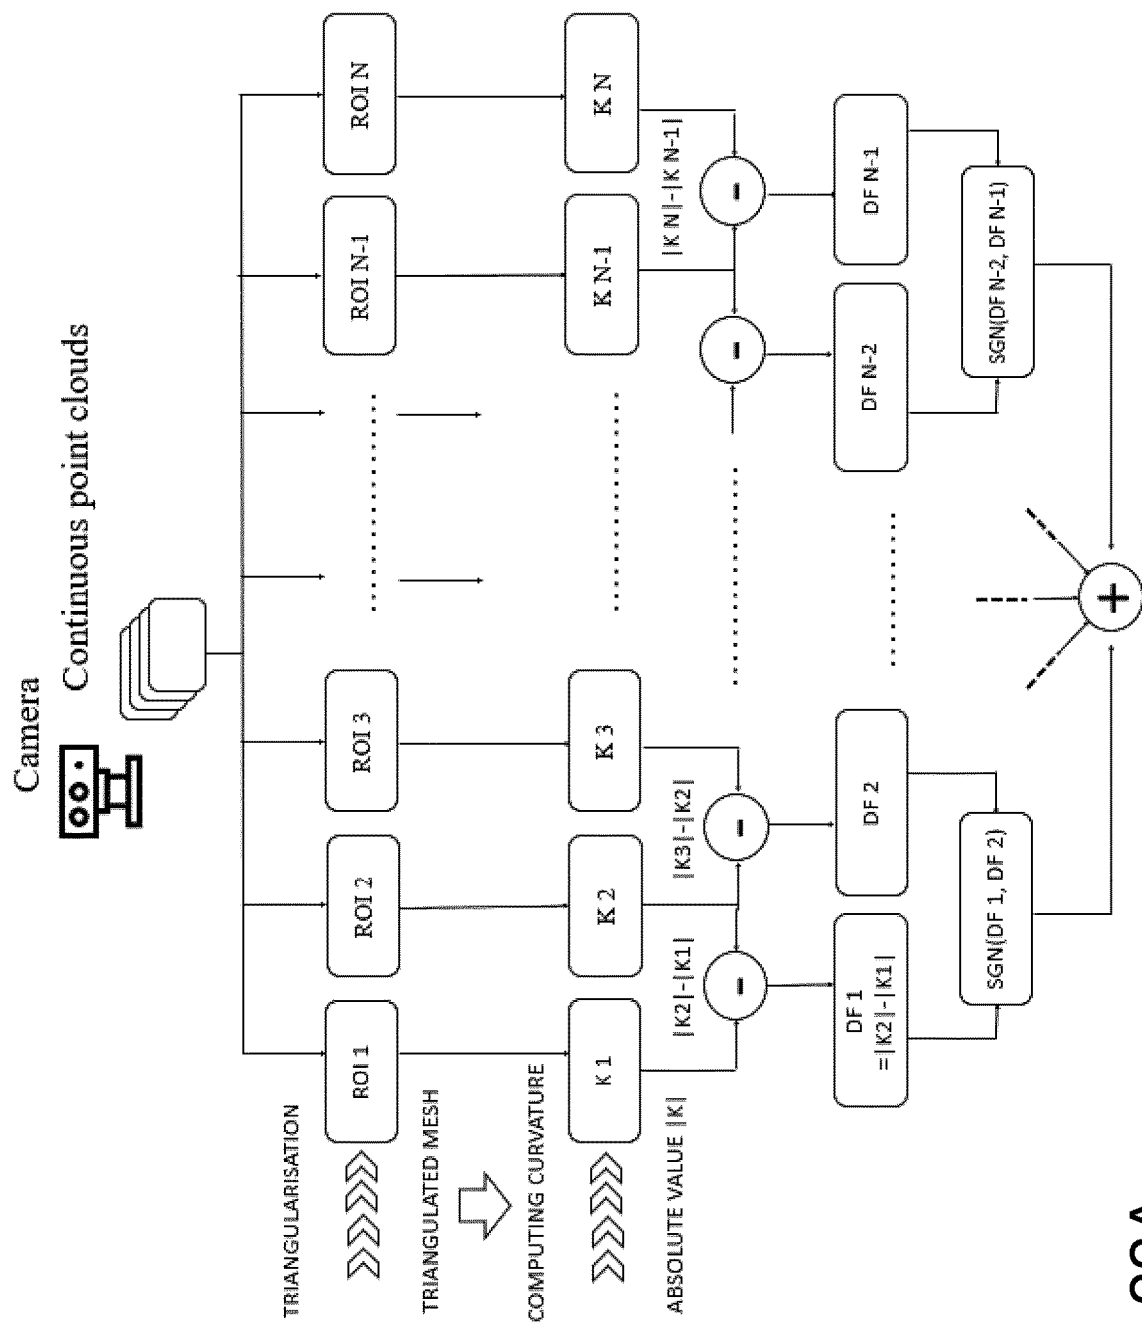 Camera
Continuous point clouds
TRIANGULARISATION
ROI 1
ROI 2
ROI 3
ROI N-1
ROI N
TRIANGULATED MESH
COMPUTING CURVATURE
K 1
K 2
K 3
K N-1
K N
ABSOLUTE VALUE |K|
|K2|-|K1|
|K3|-|K2|
|K N|-|K N-1|
-
-
-
-
DF 1
=|K2|-|K1|
DF 2
DF N-2
DF N-1
SGN(DF 1, DF 2)
SGN(DF N-2, DF N-1)
+